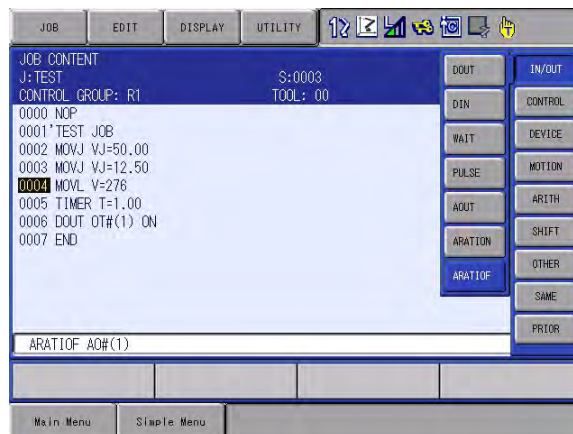 JOB EDIT DISPLAY UTILITY
JOB CONTENT
J:TEST S:0003
CONTROL GROUP: R1 TOOL: 00
0000 NOP
0001'TEST JOB
0002 MOVJ VJ=50.00
0003 MOVJ VJ=12.50
0004 MOVL V=276
0005 TIMER T=1.00
0006 DOUT OT#(1) ON
0007 END
DOUT
DIN
WAIT
PULSE
AOUT
ARATION
ARATIOF
IN/OUT
CONTROL
DEVICE
MOTION
ARITH
SHIFT
OTHER
SAME
PRIOR
ARATIOF AO#(1)
Main Menu Simple Menu